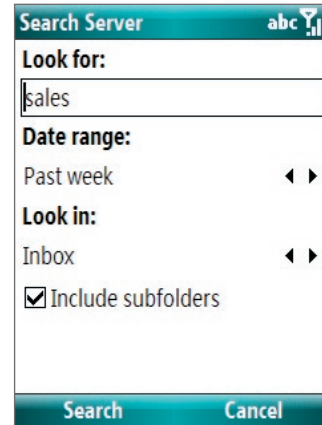 Search Server abc
Look for:
sales
Date range:
Past week
Look in:
Inbox
Include subfolders
Search Cancel